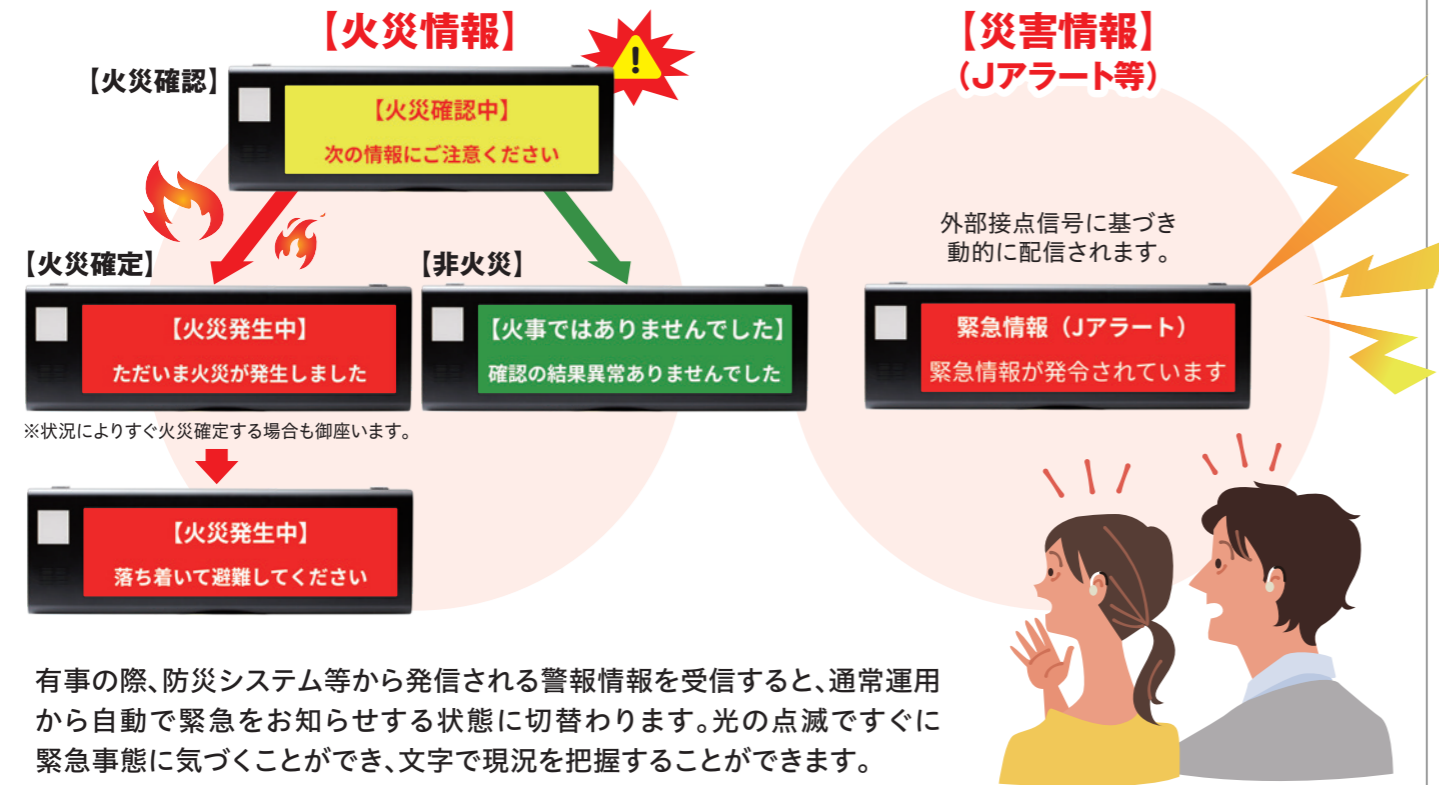 【火災情報】
【火災確認】
!
【火災確認中】
次の情報にご注意ください
【火災確定】
【火災発生中】
ただいま火災が発生しました
※状況によりすぐ火災確定する場合も御座います。
【火災発生中】
落ち着いて避難してください
【非火災】
【火事ではありませんでした】
確認の結果異常ありませんでした
【災害情報】
（Jアラート等）
外部接点信号に基づき
動的に配信されます。
緊急情報（Jアラート）
緊急情報が発令されています
有事の際、防災システム等から発信される警報情報を受信すると、通常運用
から自動で緊急をお知らせする状態に切替わります。光の点滅ですぐに
緊急事態に気づくことができ、文字で現況を把握することができます。